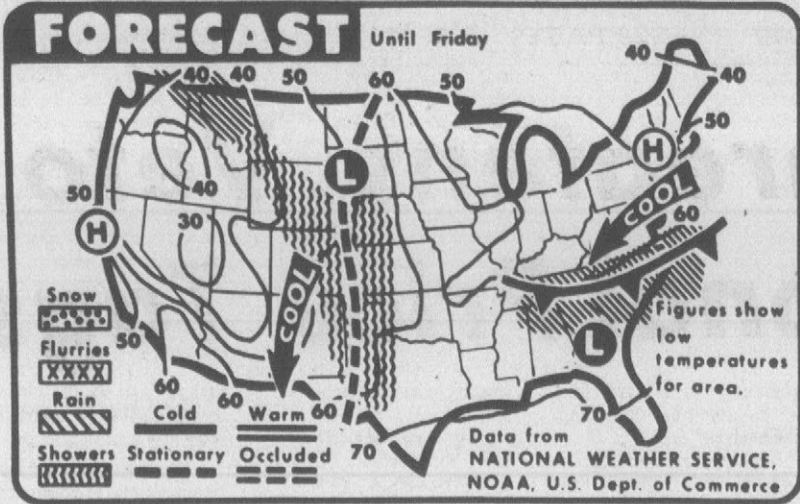 FORECAST Until Friday
40 40 50 60 50 40 40
50
H
L
40
50
H
COOL
60
30
COOL
L
Snow
50
Flurries
60
60
60
70
70
Rain
Showers
Cold Warm
Stationary Occluded
Figures show
low
temperatures
for area.
Data from
NATIONAL WEATHER SERVICE,
NOAA, U.S. Dept. of Commerce